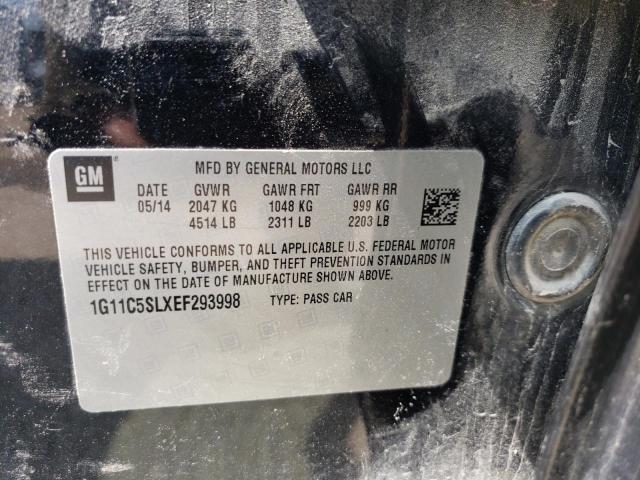 GM
MFD BY GENERAL MOTORS LLC
DATE GVWR GAWR FRT GAWR RR
05/14 2047 KG 1048 KG 999 KG
4514 LB 2311 LB 2203 LB
THIS VEHICLE CONFORMS TO ALL APPLICABLE U.S. FEDERAL MOTOR
VEHICLE SAFETY, BUMPER, AND THEFT PREVENTION STANDARDS IN
EFFECT ON THE DATE OF MANUFACTURE SHOWN ABOVE.
1G11C5SLXEF293998 TYPE: PASS CAR